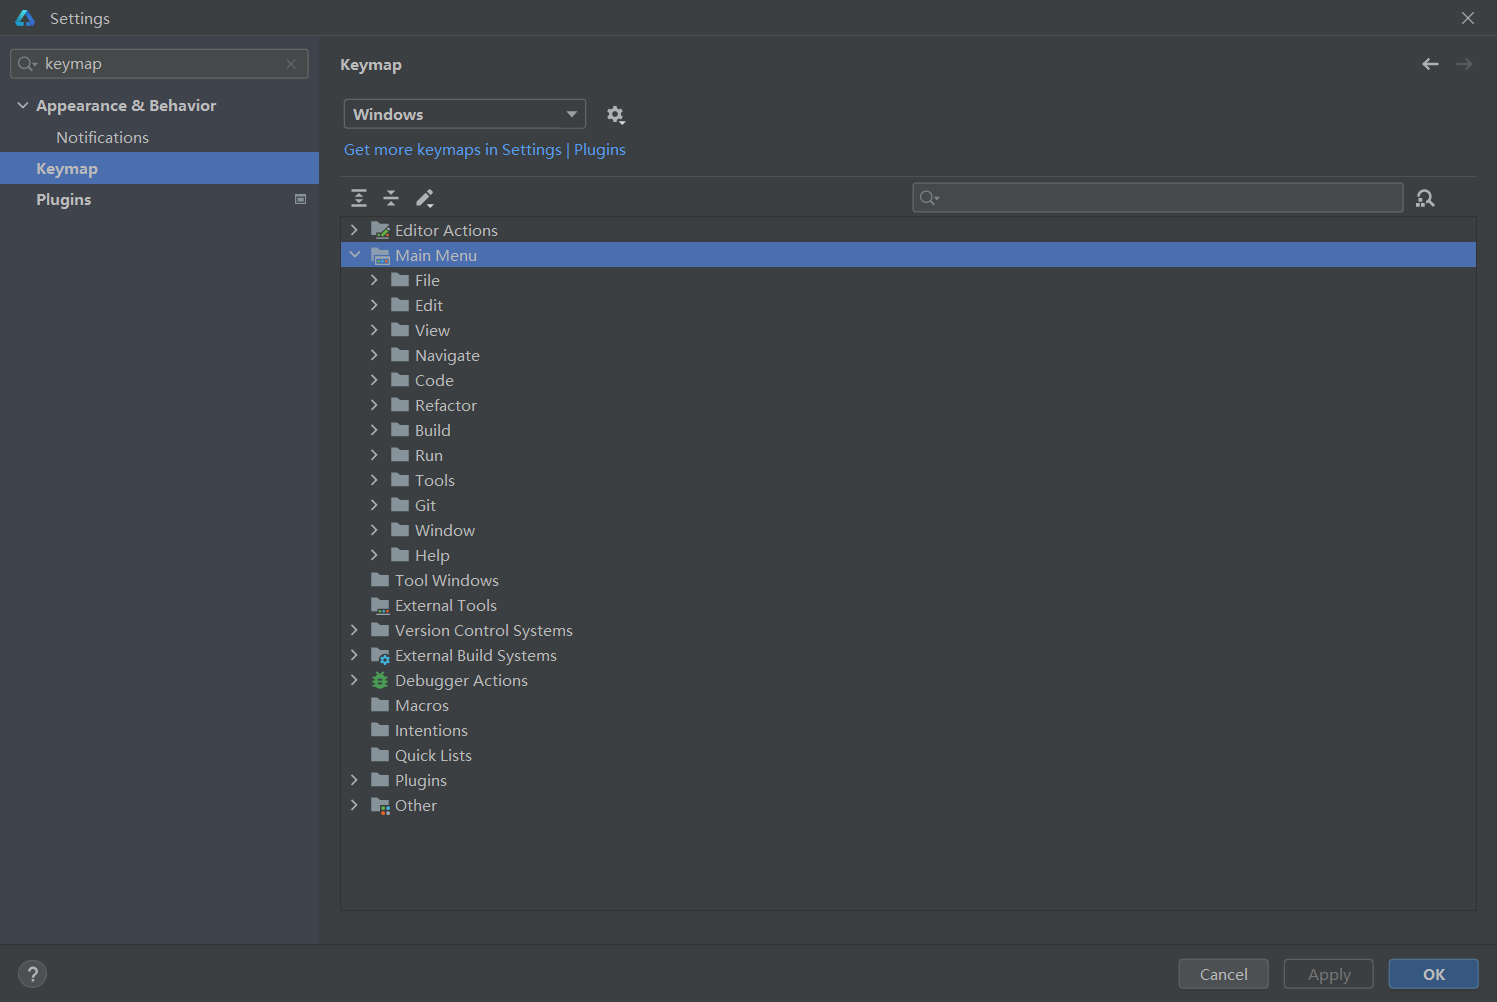 Settings
keymap
Appearance & Behavior
Notifications
Keymap
Plugins
Keymap
Windows
Get more keymaps in Settings | Plugins
Editor Actions
Main Menu
File
Edit
View
Navigate
Code
Refactor
Build
Run
Tools
Git
Window
Help
Tool Windows
External Tools
Version Control Systems
External Build Systems
Debugger Actions
Macros
Intentions
Quick Lists
Plugins
Other
?
Cancel
Apply
OK